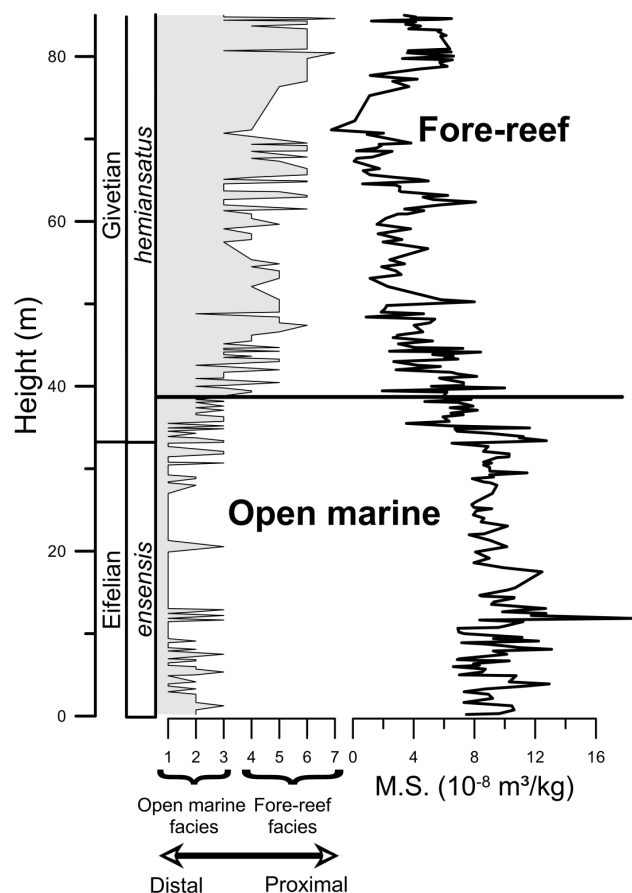 80
60
40
20
0
Height (m)
Givetian
Eifelian
hemiansatus
ensensis
Fore-reef
Open marine
1 2 3 4 5 6 7
0 4 8 12 16
M.S. (10⁻⁸ m³/kg)
Open marine facies
Fore-reef facies
Distal
Proximal